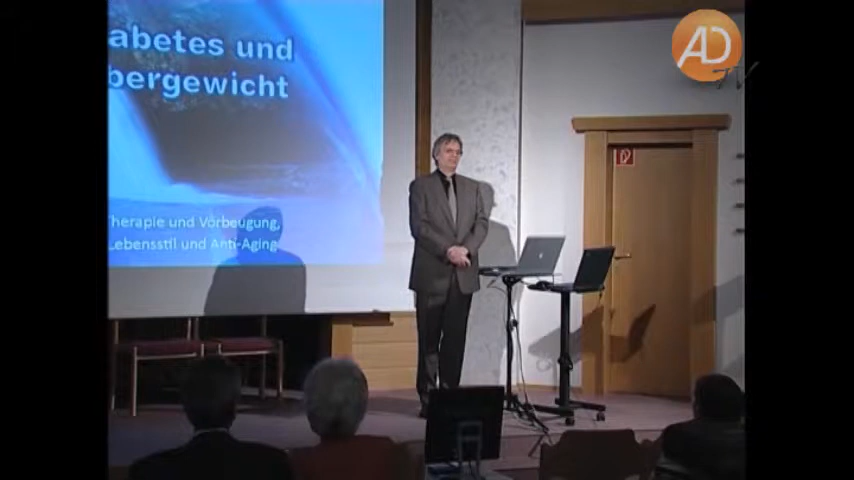 abetes und
bergewicht
Therapie und Vorbeugung,
Lebensstil und Anti-Aging
AD
TV